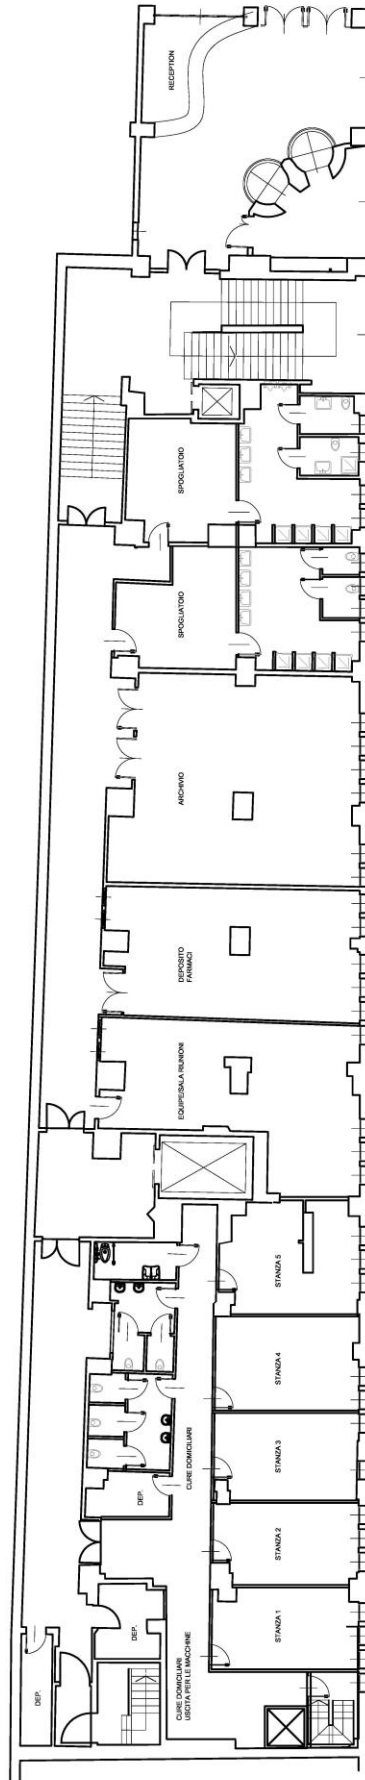 RECEPTION
SPOGLIATOIO
SPOGLIATOIO
ARCHIVIO
DEPOSITO
FARMACI
EQUIPE/SALA RIUNIONI
STANZA 5
STANZA 4
CURE DOMICILIARI
STANZA 3
DEP.
STANZA 2
STANZA 1
DEP.
CURE DOMICILIARI
USCITA PER LE MACCHINE
DEP.